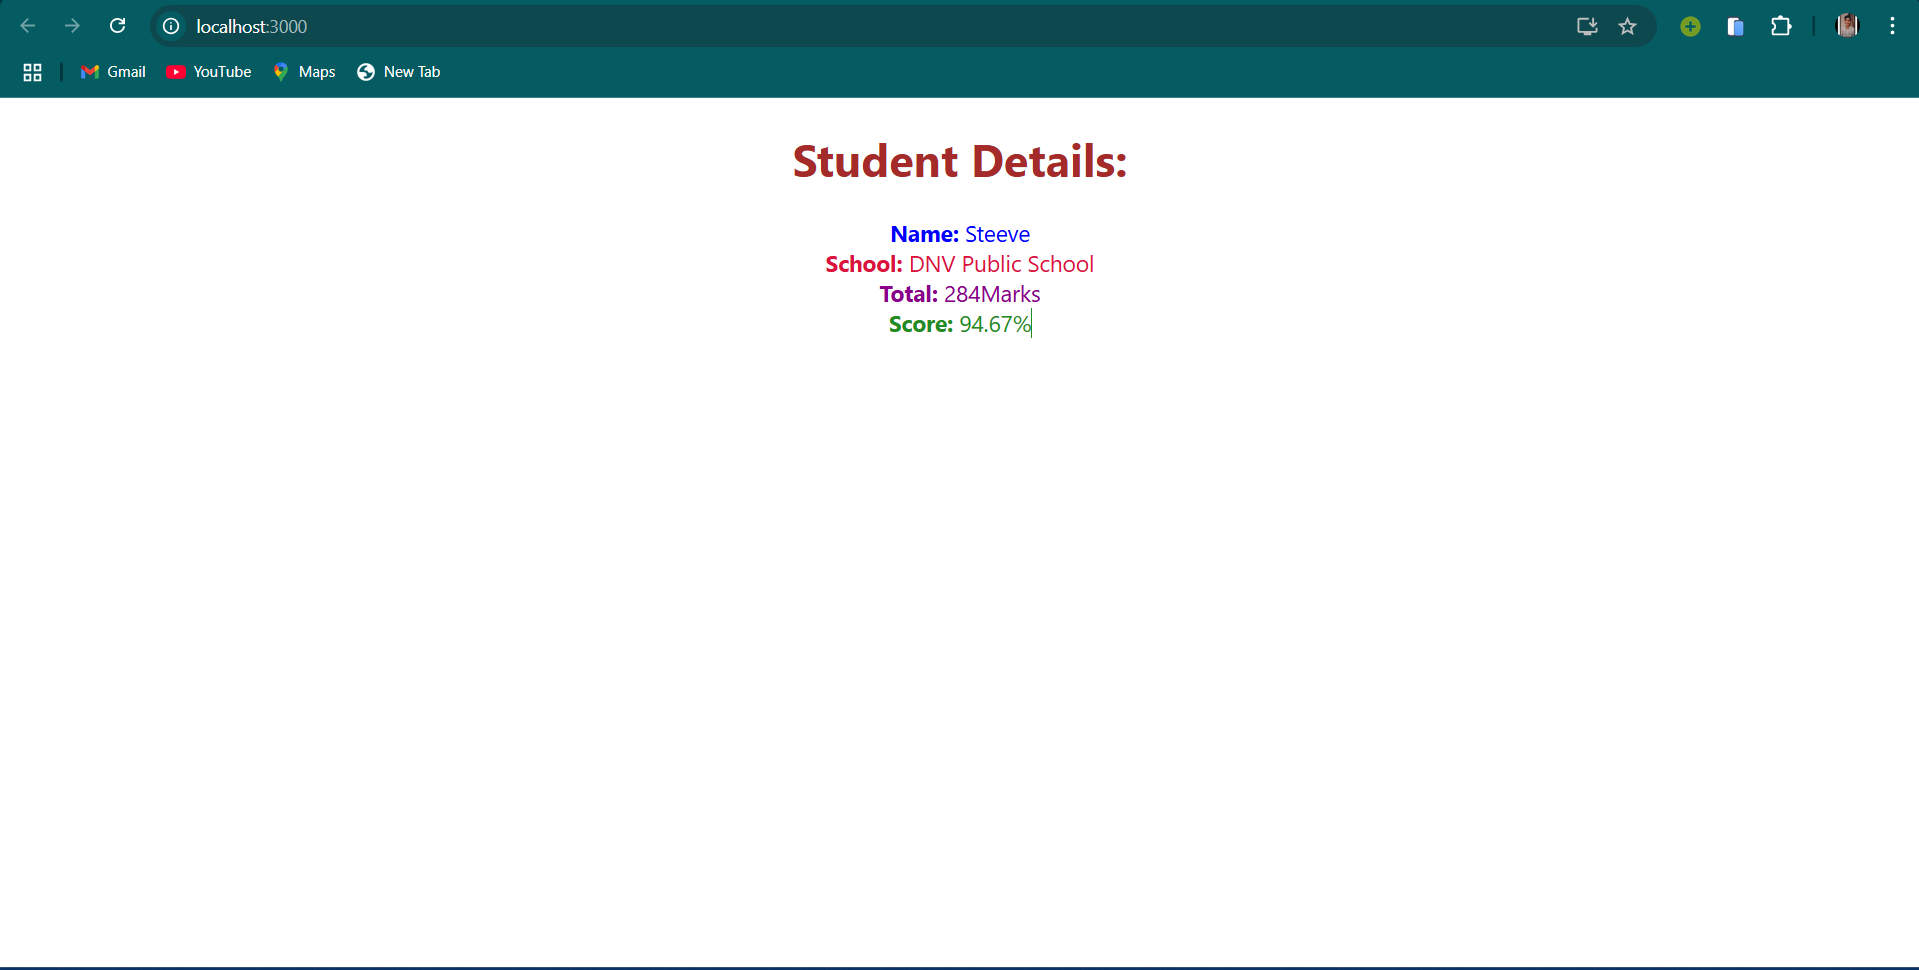 localhost:3000
Gmail YouTube Maps New Tab
Student Details:
Name: Steeve
School: DNV Public School
Total: 284Marks
Score: 94.67%